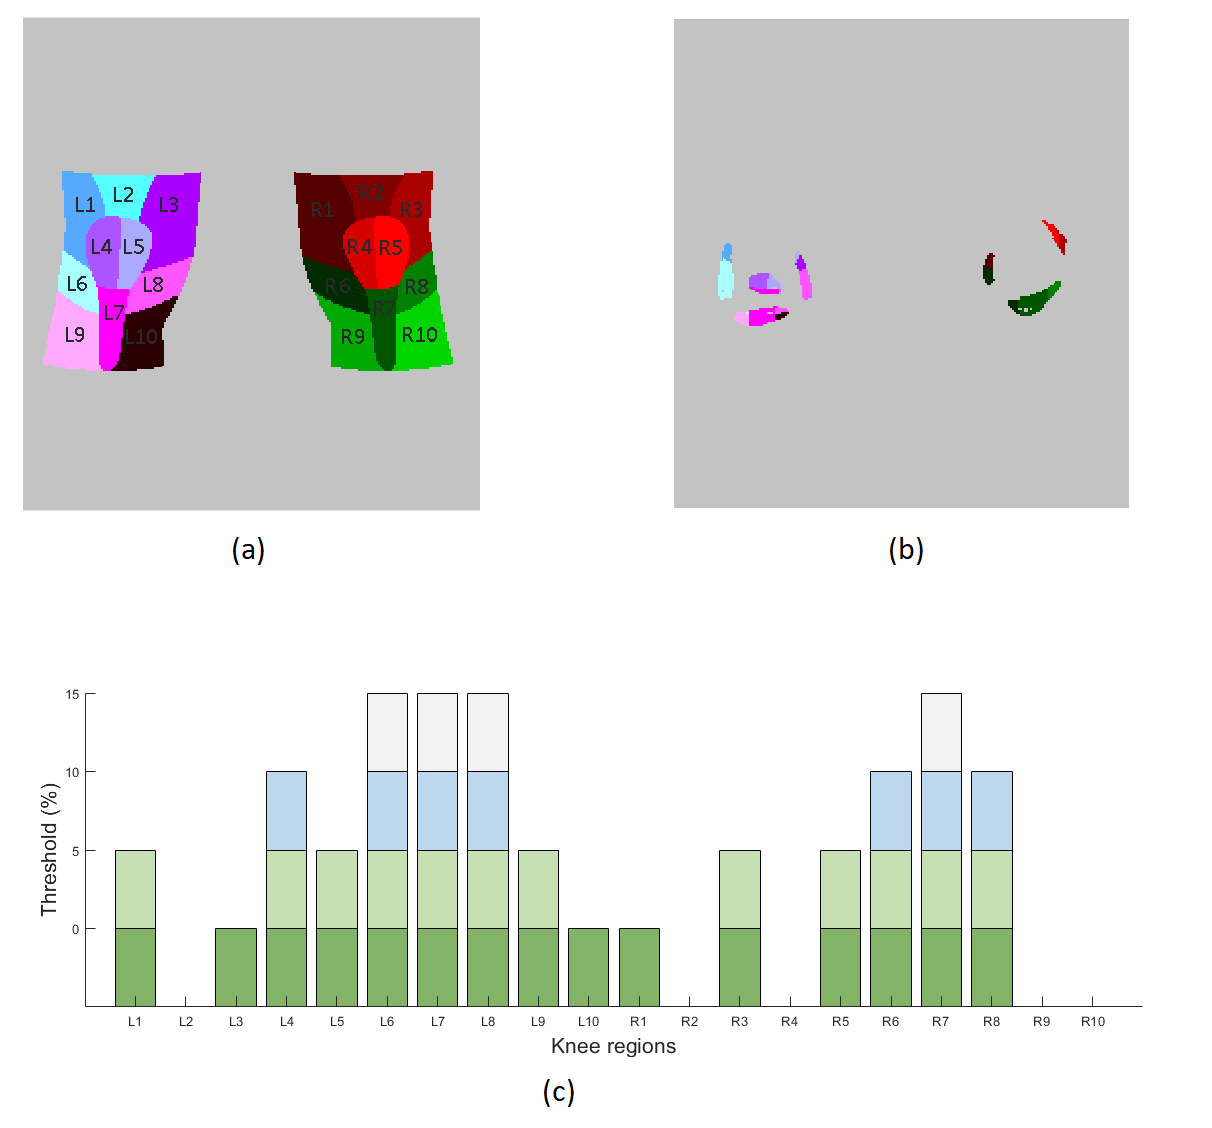 L1 L2 L3
L4 L5
L6 L7 L8
L9 L10
R1 R2 R3
R4 R5
R6 R7 R8
R9 R10
(a)
(b)
Threshold (%)
15
10
5
0
L1 L2 L3 L4 L5 L6 L7 L8 L9 L10 R1 R2 R3 R4 R5 R6 R7 R8 R9 R10
Knee regions
(c)